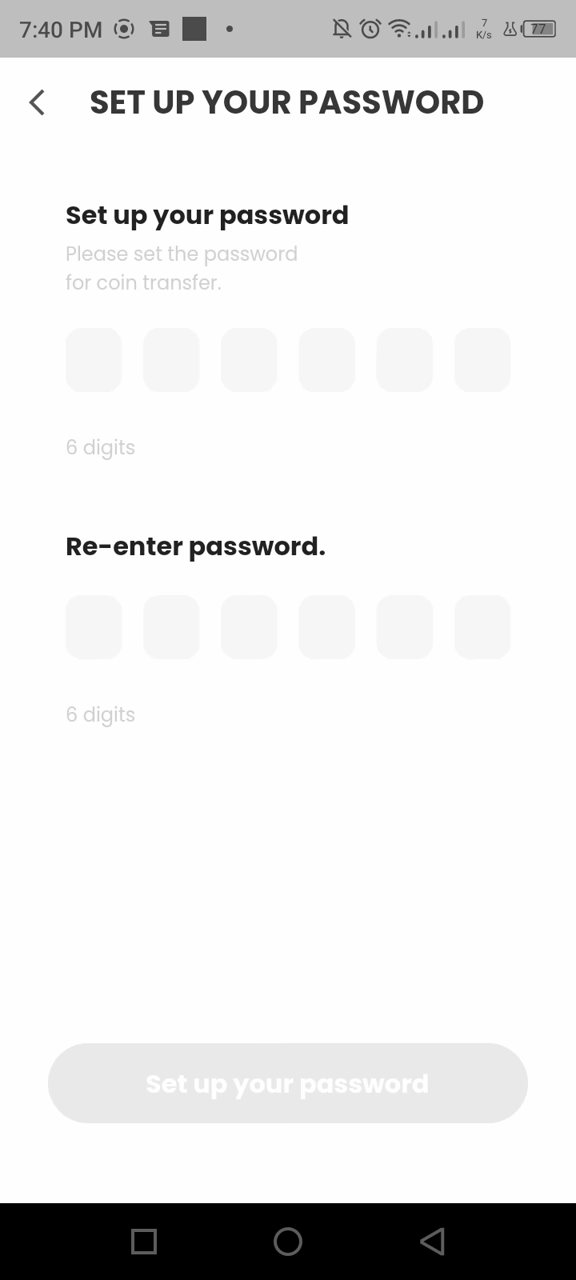 7:40 PM 7 K/s 77
SET UP YOUR PASSWORD
Set up your password
Please set the password
for coin transfer.
6 digits
Re-enter password.
6 digits
Set up your password